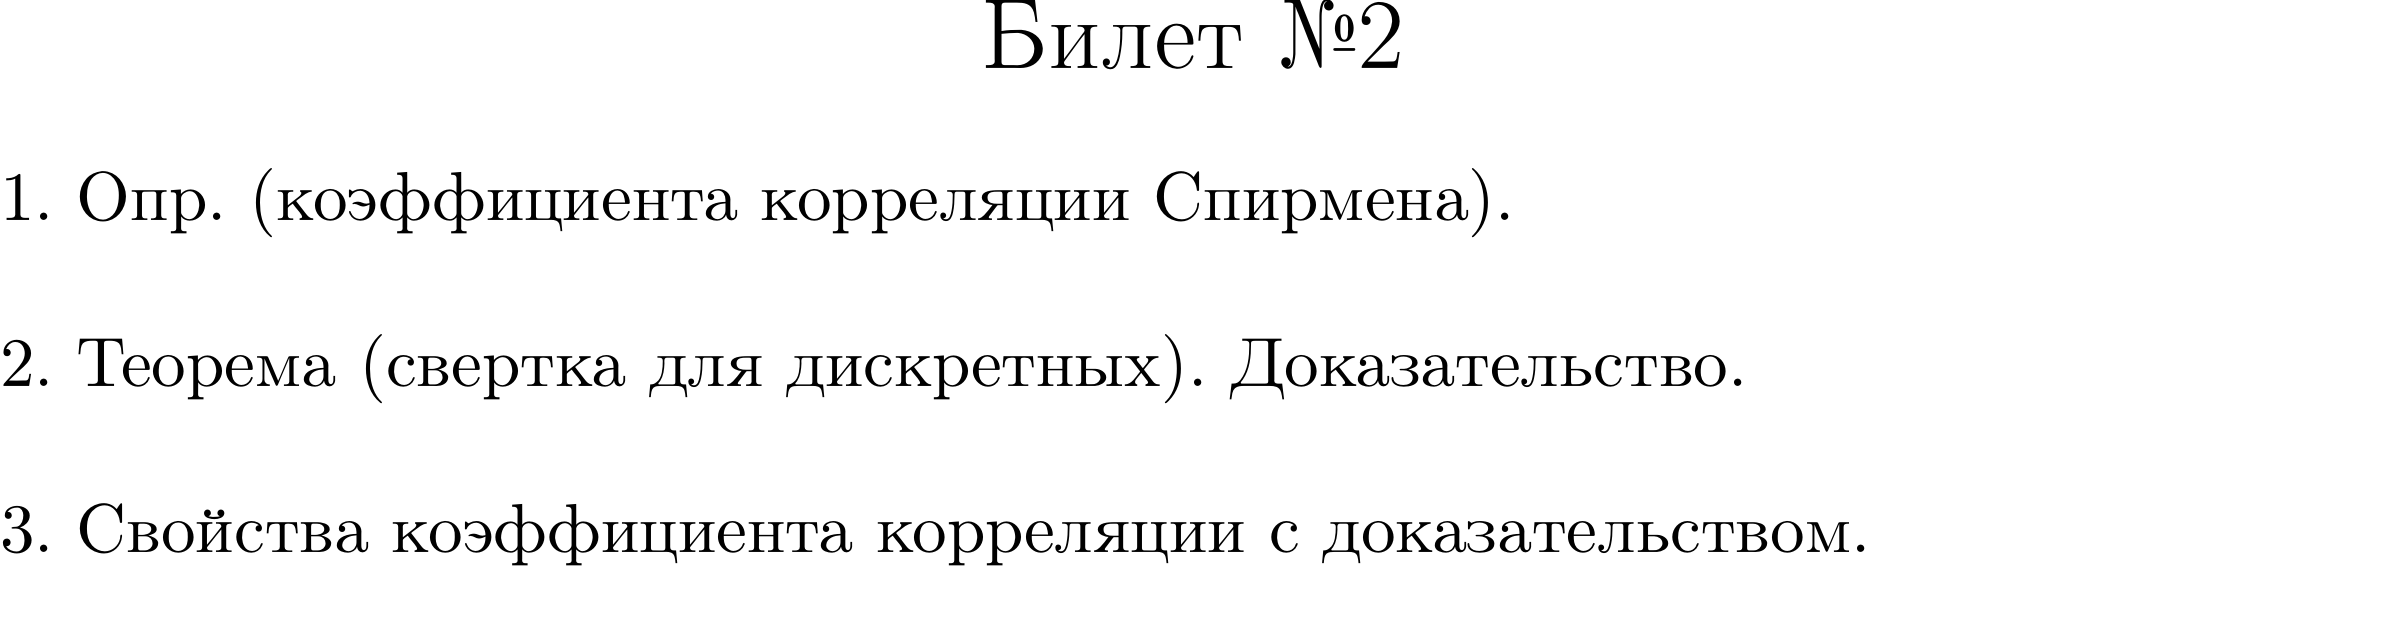 Билет №2
1. Опр. (коэффициента корреляции Спирмена).
2. Теорема (свертка для дискретных). Доказательство.
3. Свойства коэффициента корреляции с доказательством.